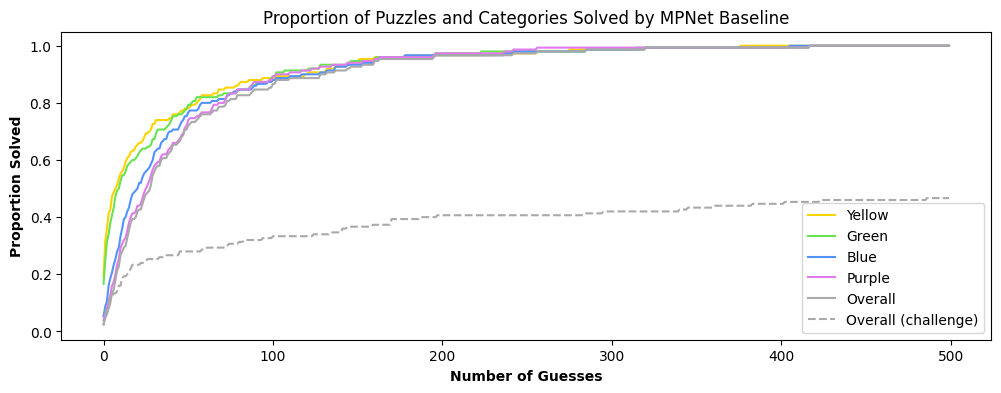 Proportion of Puzzles and Categories Solved by MPNet Baseline
Proportion Solved
1.0
0.8
0.6
0.4
0.2
0.0
0 100 200 300 400 500
Number of Guesses
Yellow
Green
Blue
Purple
Overall
Overall (challenge)